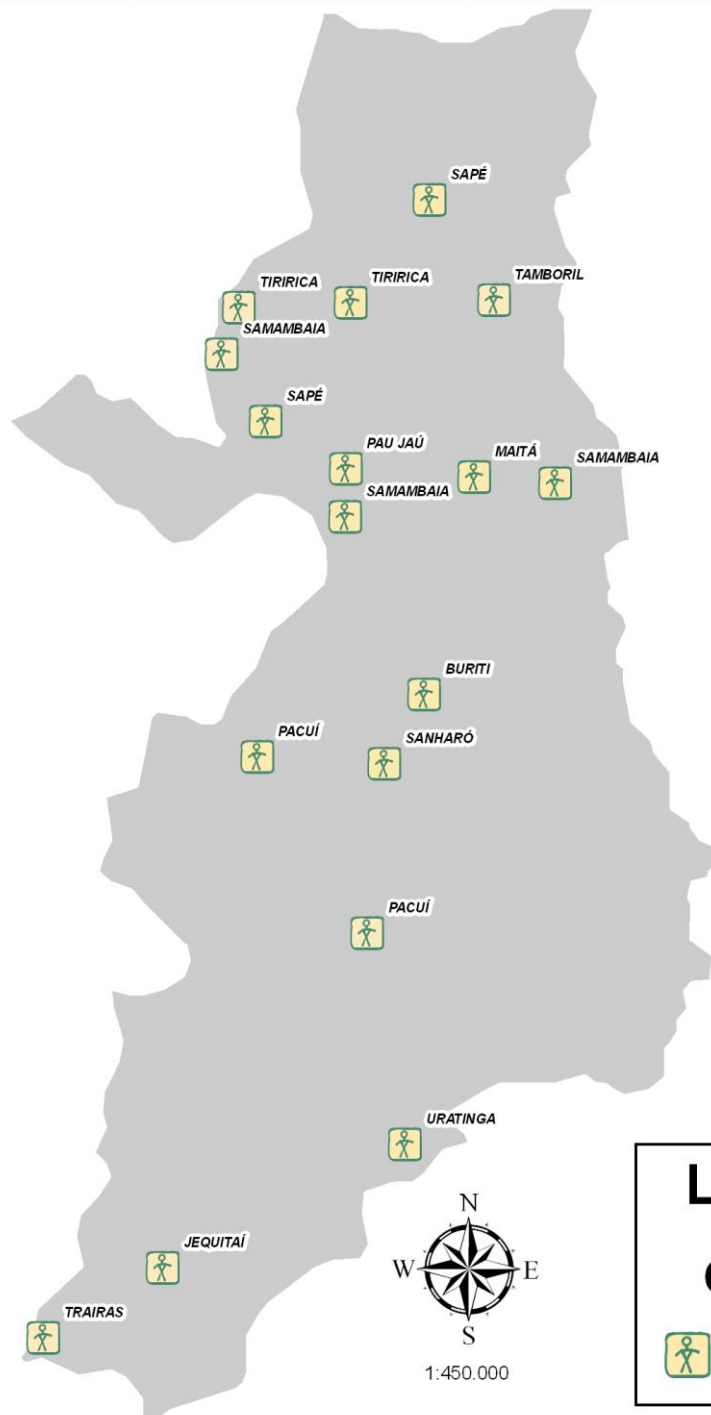 SAPÉ
TIRIRICA
TIRIRICA
TAMBORIL
SAMAMBAIA
SAPÉ
PAU JAÚ
MAITÁ
SAMAMBAIA
SAMAMBAIA
BURITI
PACUÍ
SANHARÓ
PACUÍ
URATINGA
JEQUITAÍ
TRAIRAS
N
W
E
S
1:450.000
L